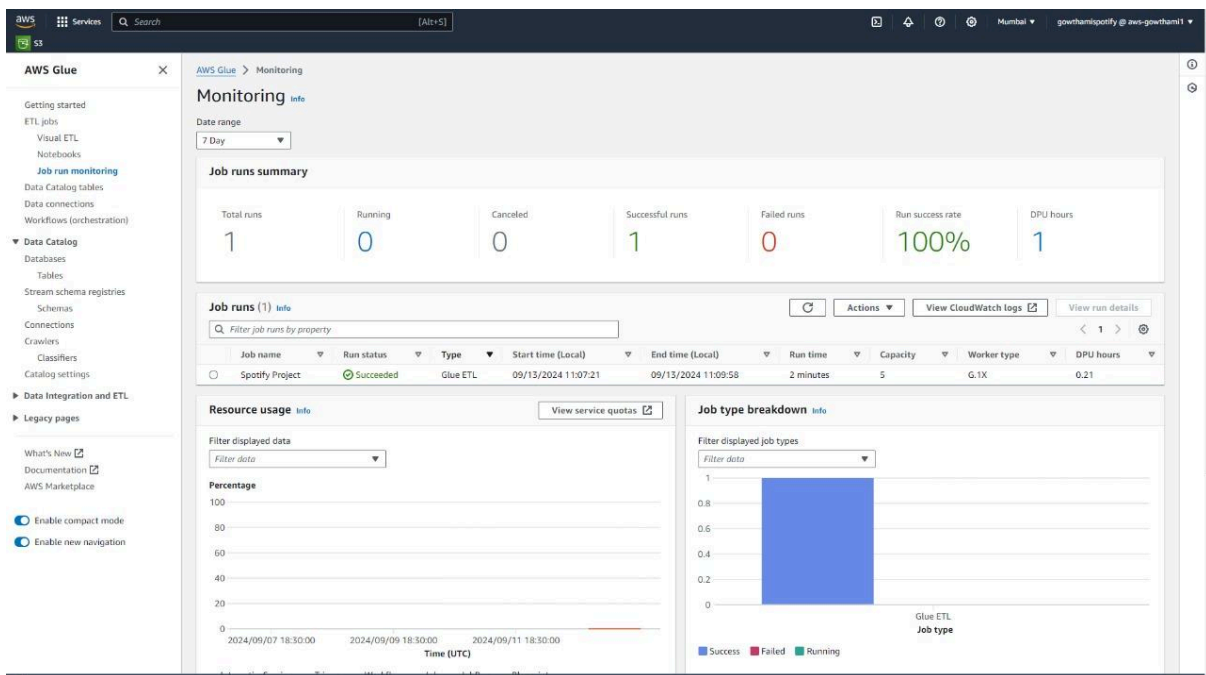 aws Services Search [Alt+S] Mumbai gowthamispotify @ aws-gowthami1
S3
AWS Glue
Getting started
ETL jobs
Visual ETL
Notebooks
Job run monitoring
Data Catalog tables
Data connections
Workflows (orchestration)
Data Catalog
Databases
Tables
Stream schema registries
Schemas
Connections
Crawlers
Classifiers
Catalog settings
Data Integration and ETL
Legacy pages
What's New
Documentation
AWS Marketplace
Enable compact mode
Enable new navigation
AWS Glue > Monitoring
Monitoring Info
Date range
7 Day
Job runs summary
Total runs Running Canceled Successful runs Failed runs Run success rate DPU hours
1 0 0 1 0 100% 1
Job runs (1) Info Actions View CloudWatch logs View run details
Filter job runs by property < 1 >
Job name Run status Type Start time (Local) End time (Local) Run time Capacity Worker type DPU hours
Spotify Project Succeeded Glue ETL 09/13/2024 11:07:21 09/13/2024 11:09:58 2 minutes 5 G.1X 0.21
Resource usage Info View service quotas
Filter displayed data
Filter data
Percentage
100
80
60
40
20
0
2024/09/07 18:30:00 2024/09/09 18:30:00 2024/09/11 18:30:00
Time (UTC)
Job type breakdown Info
Filter displayed job types
Filter data
1
0.8
0.6
0.4
0.2
0
Glue ETL
Job type
Success Failed Running